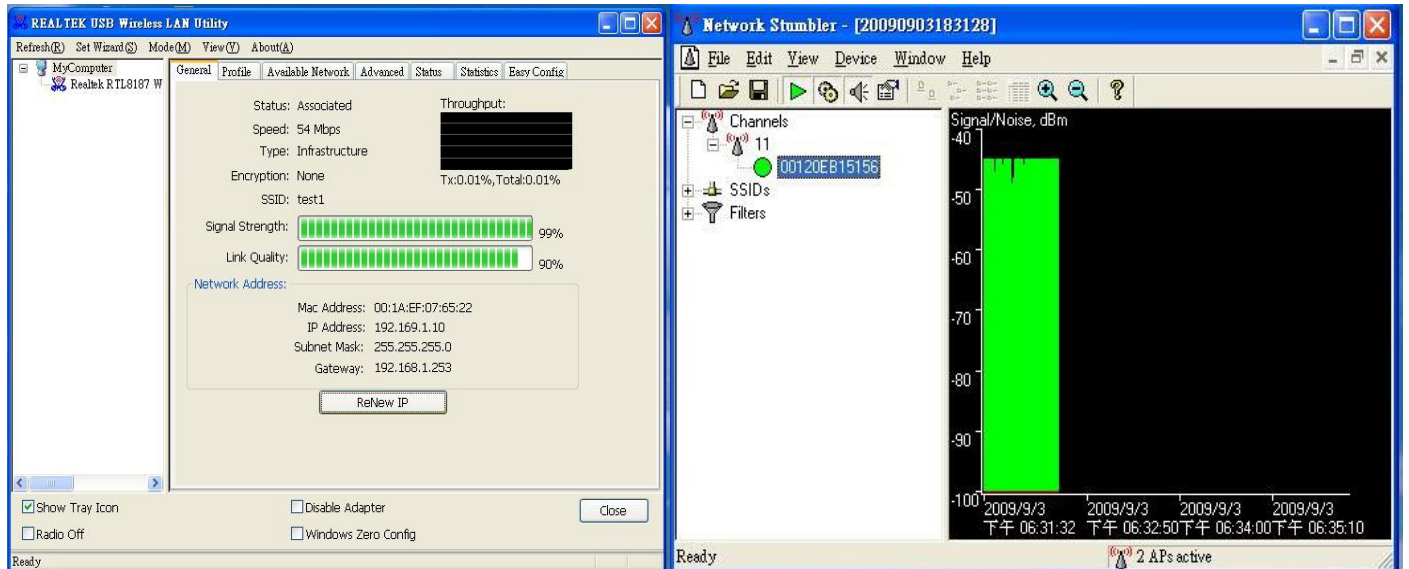 REALTEK USB Wireless LAN Utility
Refresh(R) Set Wizard(S) Mode(M) View(V) About(A)
MyComputer
Realtek RTL8187 W
General Profile Available Network Advanced Status Statistics Easy Config
Status: Associated
Throughput:
Speed: 54 Mbps
Type: Infrastructure
Encryption: None
Tx:0.01%, Total:0.01%
SSID: test1
Signal Strength: 99%
Link Quality: 90%
Network Address:
Mac Address: 00:1A:EF:07:65:22
IP Address: 192.169.1.10
Subnet Mask: 255.255.255.0
Gateway: 192.168.1.253
ReNew IP
Show Tray Icon
Disable Adapter
Close
Radio Off
Windows Zero Config
Ready
Network Stumbler - [20090903183128]
File Edit View Device Window Help
Channels
11
00120EB15156
SSIDs
Filters
Signal/Noise, dBm
-40
-50
-60
-70
-80
-90
-100
2009/9/3 2009/9/3 2009/9/3 2009/9/3
下午 06:31:32 下午 06:32:50 下午 06:34:00 下午 06:35:10
Ready
2 APs active